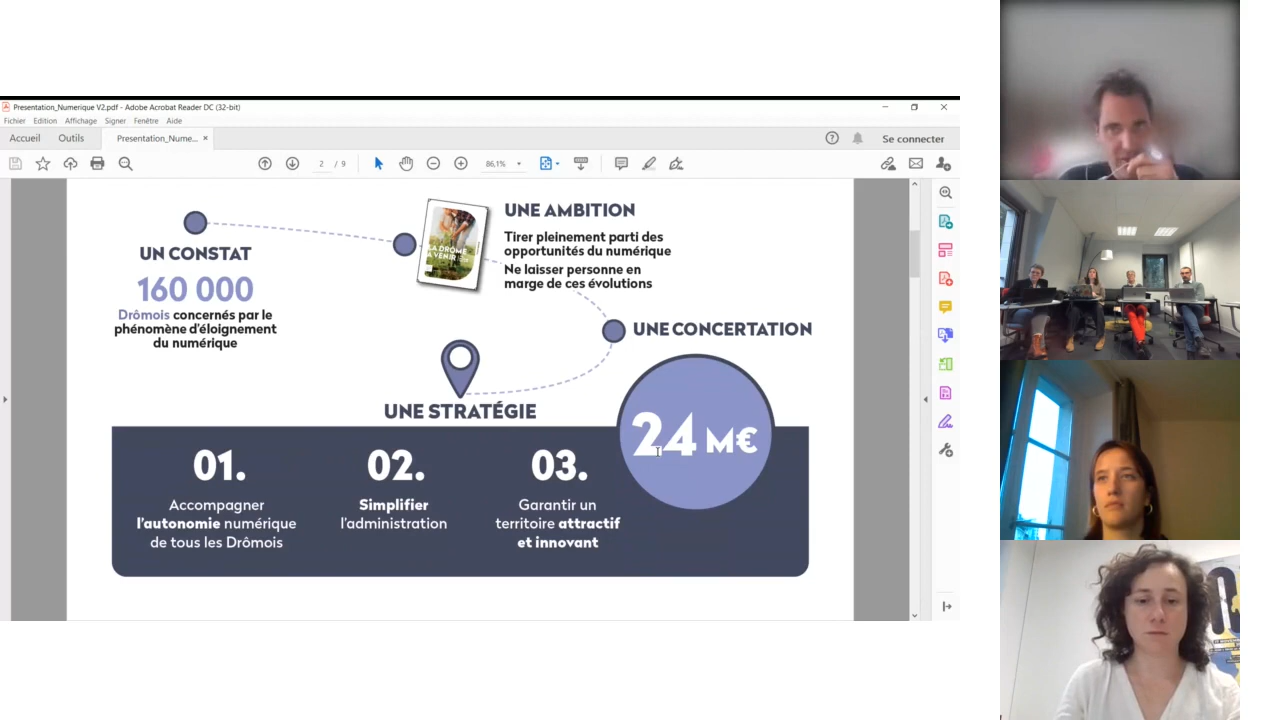 Presentation_Numerique V2.pdf - Adobe Acrobat Reader DC (32-bit)
Fichier Edition Affichage Signer Fenêtre Aide
Accueil Outils Presentation_Nume... × Se connecter
2 / 9 86,1%
UN CONSTAT
160 000
Drômois concernés par le
phénomène d'éloignement
du numérique
LA DRÔME
À VENIR
UNE AMBITION
Tirer pleinement parti des
opportunités du numérique
Ne laisser personne en
marge de ces évolutions
UNE CONCERTATION
UNE STRATÉGIE
24 M€
01.
Accompagner
l'autonomie numérique
de tous les Drômois
02.
Simplifier
l'administration
03.
Garantir un
territoire attractif
et innovant